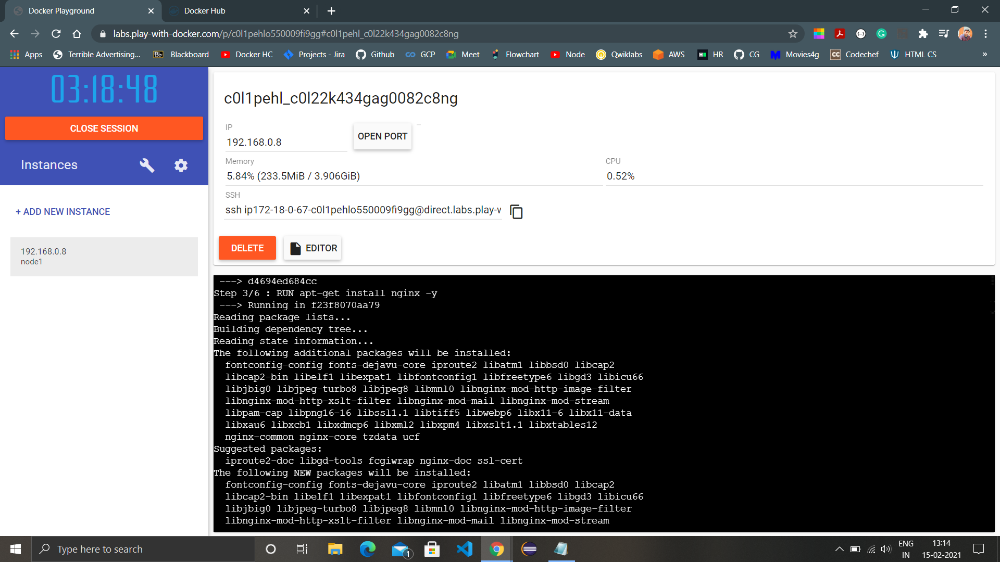 Docker Playground
Docker Hub
labs.play-with-docker.com/p/c0l1pehlo550009fi9gg#c0l1pehl_c0l22k434gag0082c8ng
Apps
Terrible Advertising...
Bb Blackboard
Docker HC
Projects - Jira
Github
GCP
Meet
Flowchart
Node
Qwiklabs
AWS
HR
CG
Movies4g
CC Codechef
HTML CS
»
03:18:48
CLOSE SESSION
Instances
+ ADD NEW INSTANCE
192.168.0.8
node1
c0l1pehl_c0l22k434gag0082c8ng
IP
192.168.0.8
OPEN PORT
Memory
5.84% (233.5MiB / 3.906GiB)
CPU
0.52%
SSH
ssh ip172-18-0-67-c0l1pehlo550009fi9gg@direct.labs.play-w
DELETE
EDITOR
---> d4694ed684cc
Step 3/6 : RUN apt-get install nginx -y
---> Running in f23f8070aa79
Reading package lists...
Building dependency tree...
Reading state information...
The following additional packages will be installed:
fontconfig-config fonts-dejavu-core iproute2 libatm1 libbsd0 libcap2
libcap2-bin libelf1 libexpat1 libfontconfig1 libfreetype6 libgd3 libicu66
libjbig0 libjpeg-turbo8 libjpeg8 libmnl0 libnginx-mod-http-image-filter
libnginx-mod-http-xslt-filter libnginx-mod-mail libnginx-mod-stream
libpam-cap libpng16-16 libssl1.1 libtiff5 libwebp6 libx11-6 libx11-data
libxau6 libxcb1 libxdmcp6 libxml2 libxpm4 libxslt1.1 libxtables12
nginx-common nginx-core tzdata ucf
Suggested packages:
iproute2-doc libgd-tools fcgiwrap nginx-doc ssl-cert
The following NEW packages will be installed:
fontconfig-config fonts-dejavu-core iproute2 libatm1 libbsd0 libcap2
libcap2-bin libelf1 libexpat1 libfontconfig1 libfreetype6 libgd3 libicu66
libjbig0 libjpeg-turbo8 libjpeg8 libmnl0 libnginx-mod-http-image-filter
libnginx-mod-http-xslt-filter libnginx-mod-mail libnginx-mod-stream
Type here to search
1
ENG
IN
13:14
15-02-2021